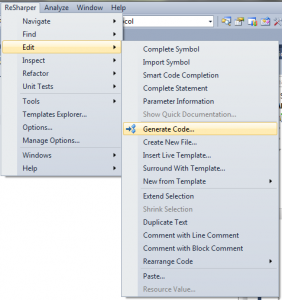 ReSharper Analyze Window Help
Navigate
Find
Edit
Inspect
Refactor
Unit Tests
Tools
Templates Explorer...
Options...
Manage Options...
Windows
Help
Complete Symbol
Import Symbol
Smart Code Completion
Complete Statement
Parameter Information
Show Quick Documentation...
Generate Code...
Create New File...
Insert Live Template...
Surround With Template...
New from Template
Extend Selection
Shrink Selection
Duplicate Text
Comment with Line Comment
Comment with Block Comment
Rearrange Code
Paste...
Resource Value...